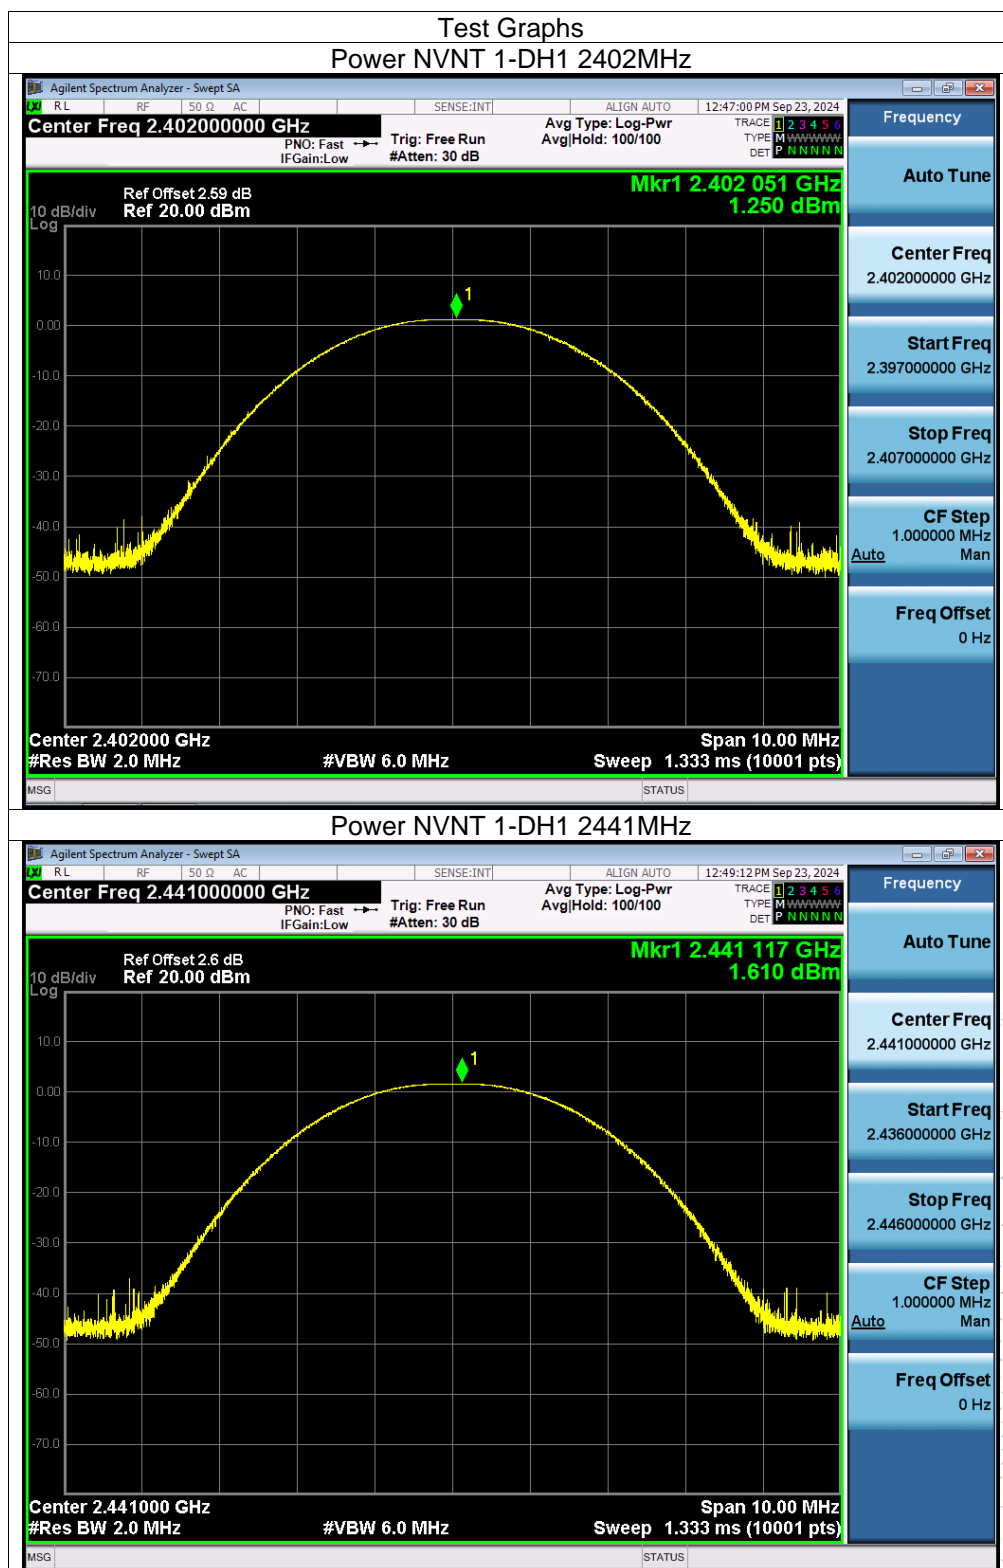 Test Graphs
Power NVNT 1-DH1 2402MHz
Agilent Spectrum Analyzer - Swept SA
LXI RL RF 50 Ω AC SENSE:INT ALIGN AUTO 12:47:00 PM Sep 23, 2024
Center Freq 2.402000000 GHz
PNO: Fast
IFGain:Low
Trig: Free Run
#Atten: 30 dB
Avg Type: Log-Pwr
Avg|Hold: 100/100
TRACE 1 2 3 4 5 6
TYPE M WWWWW
DET P N N N N N
Frequency
Auto Tune
Center Freq
2.402000000 GHz
Start Freq
2.397000000 GHz
Stop Freq
2.407000000 GHz
CF Step
1.000000 MHz
Auto Man
Freq Offset
0 Hz
Mkr1 2.402 051 GHz
1.250 dBm
Ref Offset 2.59 dB
10 dB/div Ref 20.00 dBm
Log
1
10.0
0.00
-10.0
-20.0
-30.0
-40.0
-50.0
-60.0
-70.0
Center 2.402000 GHz Span 10.00 MHz
#Res BW 2.0 MHz #VBW 6.0 MHz Sweep 1.333 ms (10001 pts)
MSG STATUS
Power NVNT 1-DH1 2441MHz
Agilent Spectrum Analyzer - Swept SA
LXI RL RF 50 Ω AC SENSE:INT ALIGN AUTO 12:49:12 PM Sep 23, 2024
Center Freq 2.441000000 GHz
PNO: Fast
IFGain:Low
Trig: Free Run
#Atten: 30 dB
Avg Type: Log-Pwr
Avg|Hold: 100/100
TRACE 1 2 3 4 5 6
TYPE M WWWWW
DET P N N N N N
Frequency
Auto Tune
Center Freq
2.441000000 GHz
Start Freq
2.436000000 GHz
Stop Freq
2.446000000 GHz
CF Step
1.000000 MHz
Auto Man
Freq Offset
0 Hz
Mkr1 2.441 117 GHz
1.610 dBm
Ref Offset 2.6 dB
10 dB/div Ref 20.00 dBm
Log
1
10.0
0.00
-10.0
-20.0
-30.0
-40.0
-50.0
-60.0
-70.0
Center 2.441000 GHz Span 10.00 MHz
#Res BW 2.0 MHz #VBW 6.0 MHz Sweep 1.333 ms (10001 pts)
MSG STATUS